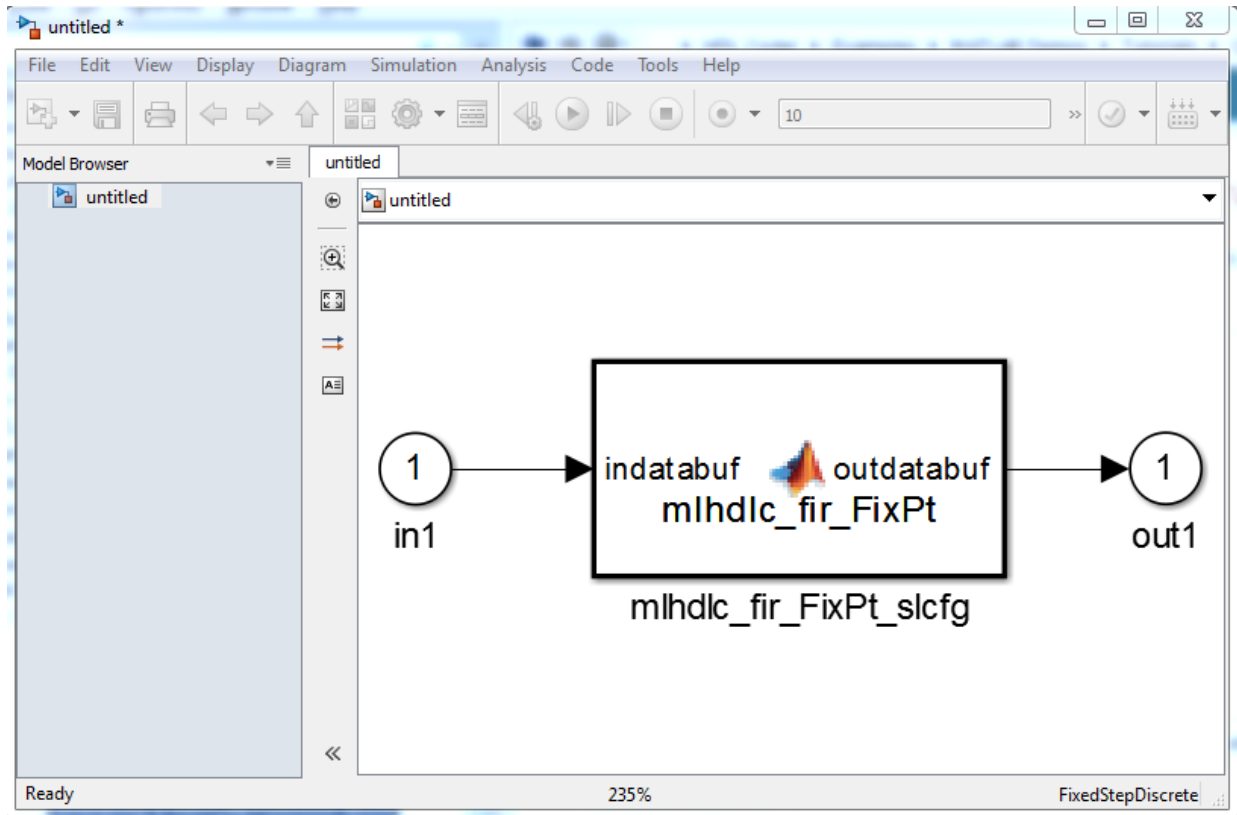 untitled *
File Edit View Display Diagram Simulation Analysis Code Tools Help
10
»
Model Browser
untitled
untitled
untitled
A
1
indatabuf
outdatabuf
1
mlhdlc_fir_FixPt
in1
out1
mlhdlc_fir_FixPt_slcfg
Ready
235%
FixedStepDiscrete